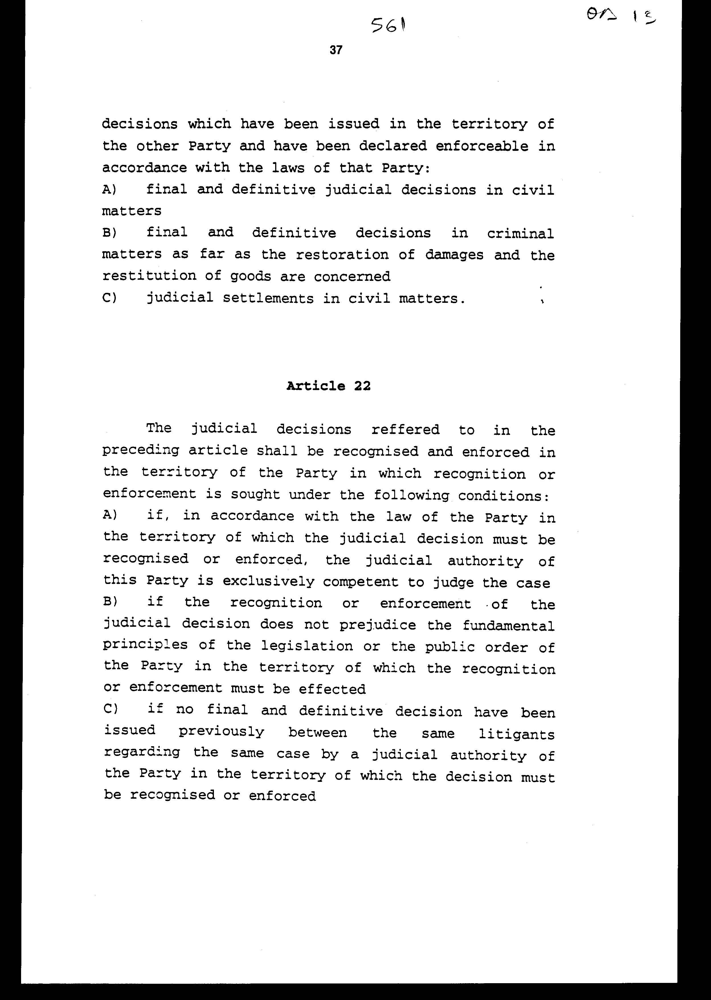 561
37
decisions which have been issued in the territory of
the other Party and have been declared enforceable in
accordance with the laws of that Party:
A) final and definitive judicial decisions in civil
matters
B) final and definitive decisions in criminal
matters as far as the restoration of damages and the
restitution of goods are concerned
C) judicial settlements in civil matters.
Article 22
The judicial decisions reffered to in the
preceding article shall be recognised and enforced in
the territory of the Party in which recognition or
enforcement is sought under the following conditions:
A) if, in accordance with the law of the Party in
the territory of which the judicial decision must be
recognised or enforced, the judicial authority of
this Party is exclusively competent to judge the case
B) if the recognition or enforcement of the
judicial decision does not prejudice the fundamental
principles of the legislation or the public order of
the Party in the territory of which the recognition
or enforcement must be effected
C) if no final and definitive decision have been
issued previously between the same litigants
regarding the same case by a judicial authority of
the Party in the territory of which the decision must
be recognised or enforced